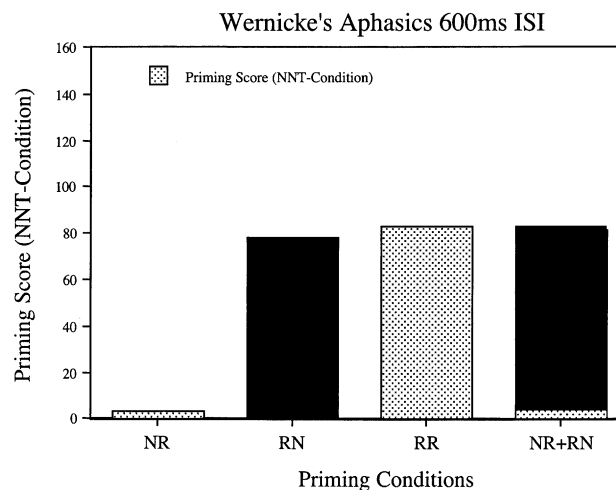 Wernicke's Aphasics 600ms ISI
Priming Score (NNT-Condition)
Priming Score (NNT-Condition)
160
140
120
100
80
60
40
20
0
NR RN RR NR+RN
Priming Conditions